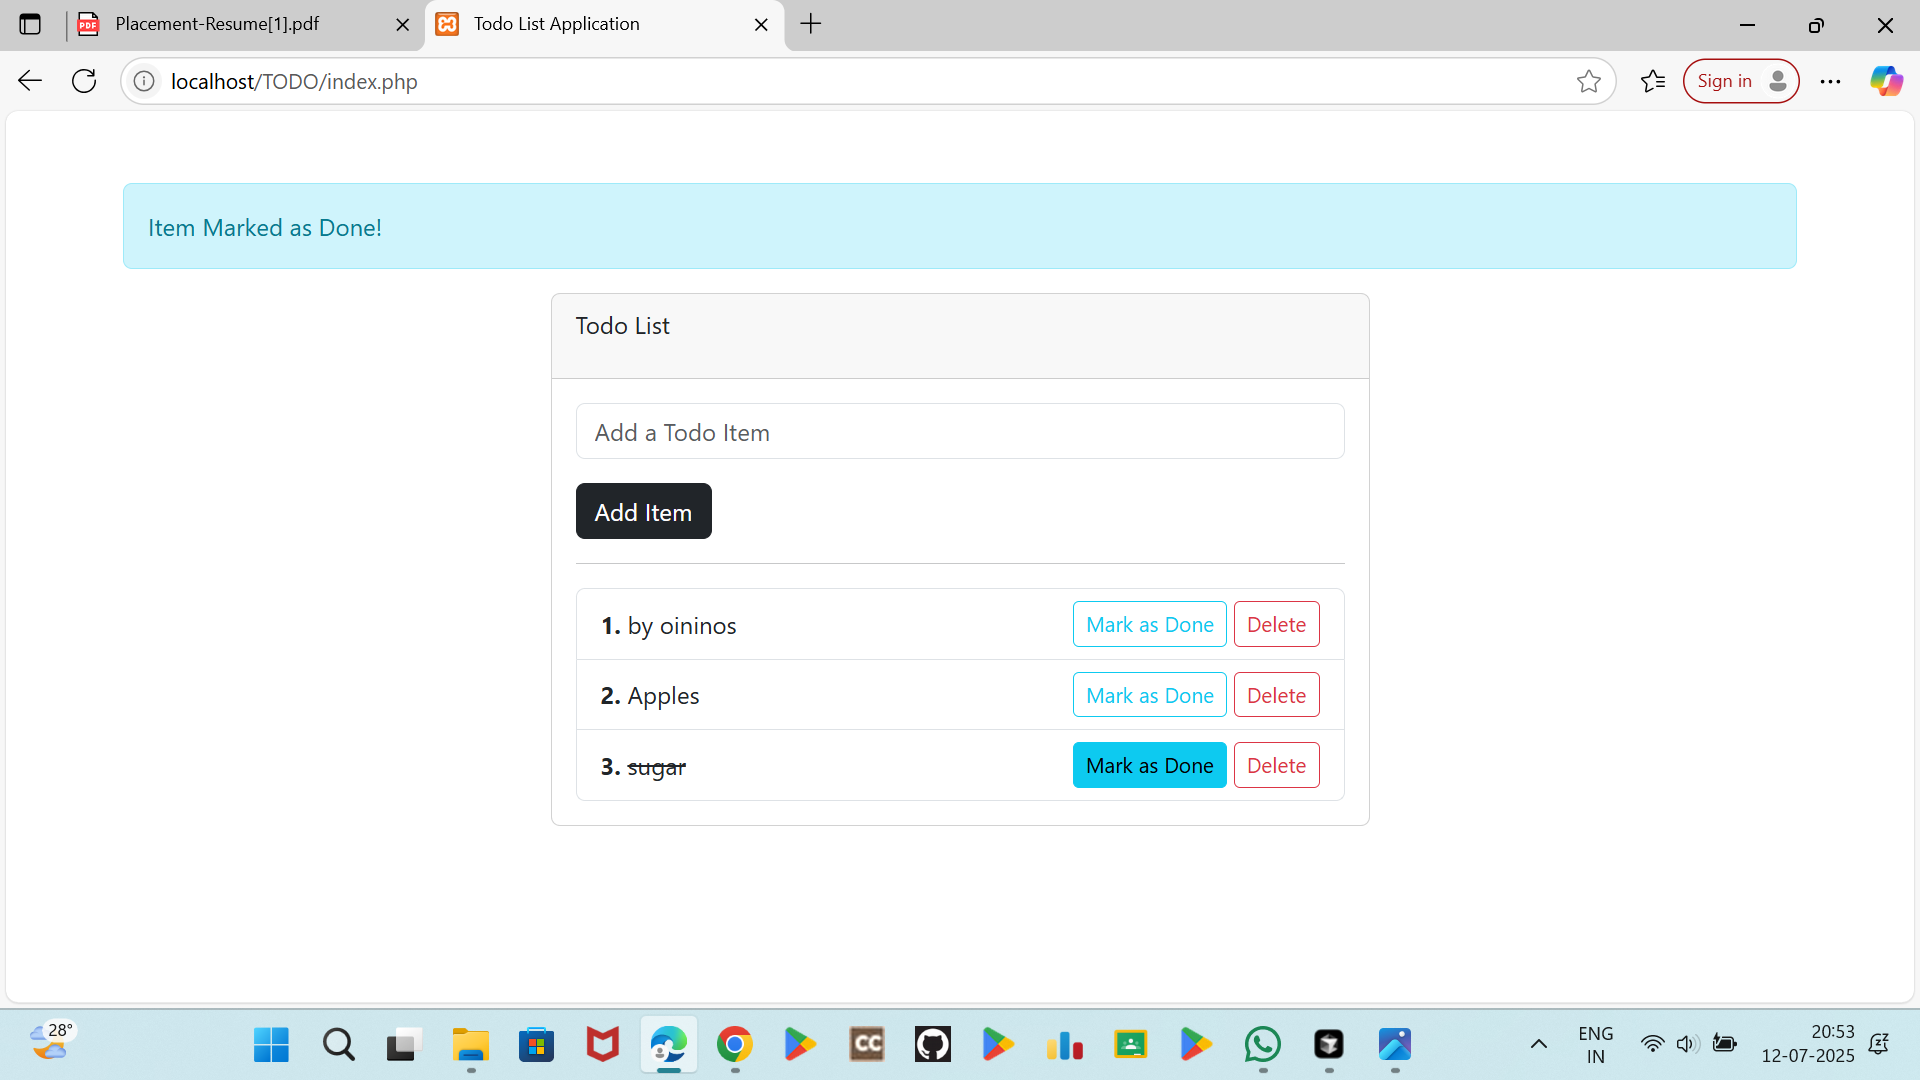 Placement-Resume[1].pdf
Todo List Application
localhost/TODO/index.php
Sign in
Item Marked as Done!
Todo List
Add a Todo Item
Add Item
1. by oininos Mark as Done Delete
2. Apples Mark as Done Delete
3. sugar Mark as Done Delete
28°
PDF
CC
ENG
IN
20:53
12-07-2025